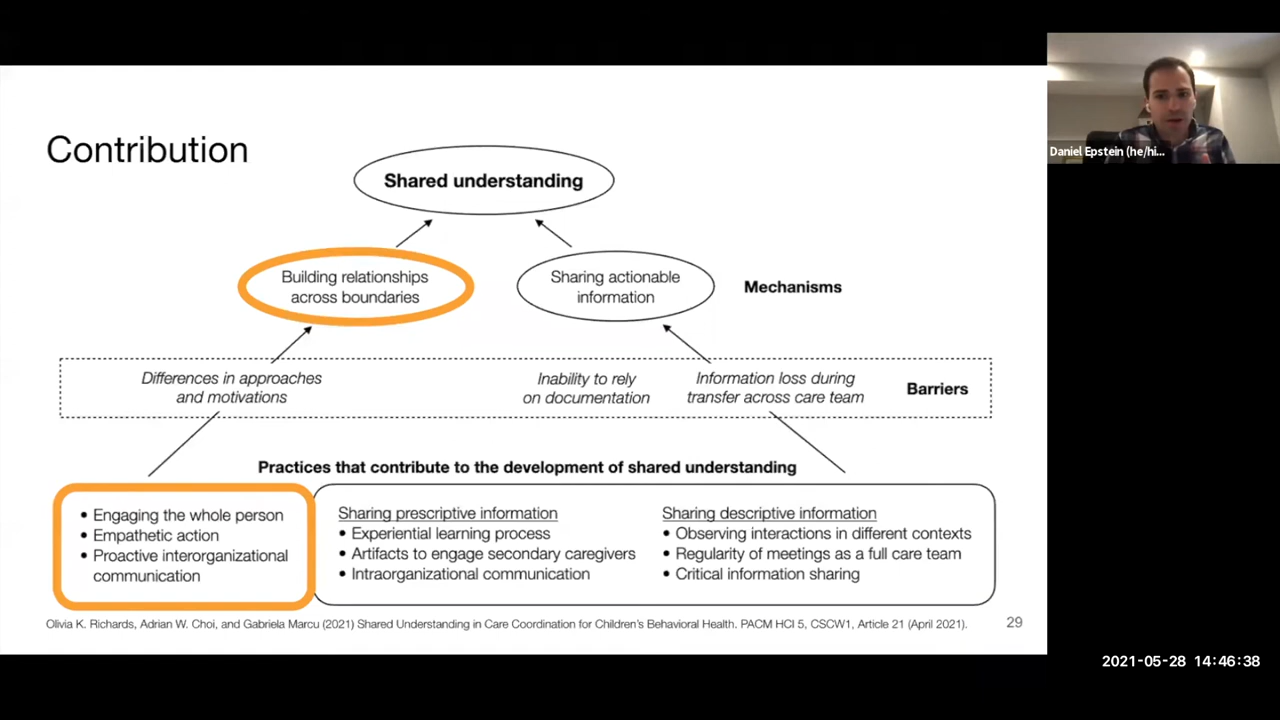 Contribution
Shared understanding
Building relationships
across boundaries
Sharing actionable
information
Mechanisms
Differences in approaches
and motivations
Inability to rely
on documentation
Information loss during
transfer across care team
Barriers
Practices that contribute to the development of shared understanding
• Engaging the whole person
• Empathetic action
• Proactive interorganizational
communication
Sharing prescriptive information
• Experiential learning process
• Artifacts to engage secondary caregivers
• Intraorganizational communication
Sharing descriptive information
• Observing interactions in different contexts
• Regularity of meetings as a full care team
• Critical information sharing
Olivia K. Richards, Adrian W. Choi, and Gabriela Marcu (2021) Shared Understanding in Care Coordination for Children's Behavioral Health. PACM HCI 5, CSCW1, Article 21 (April 2021).
29
Daniel Epstein (he/hi...
2021-05-28 14:46:38